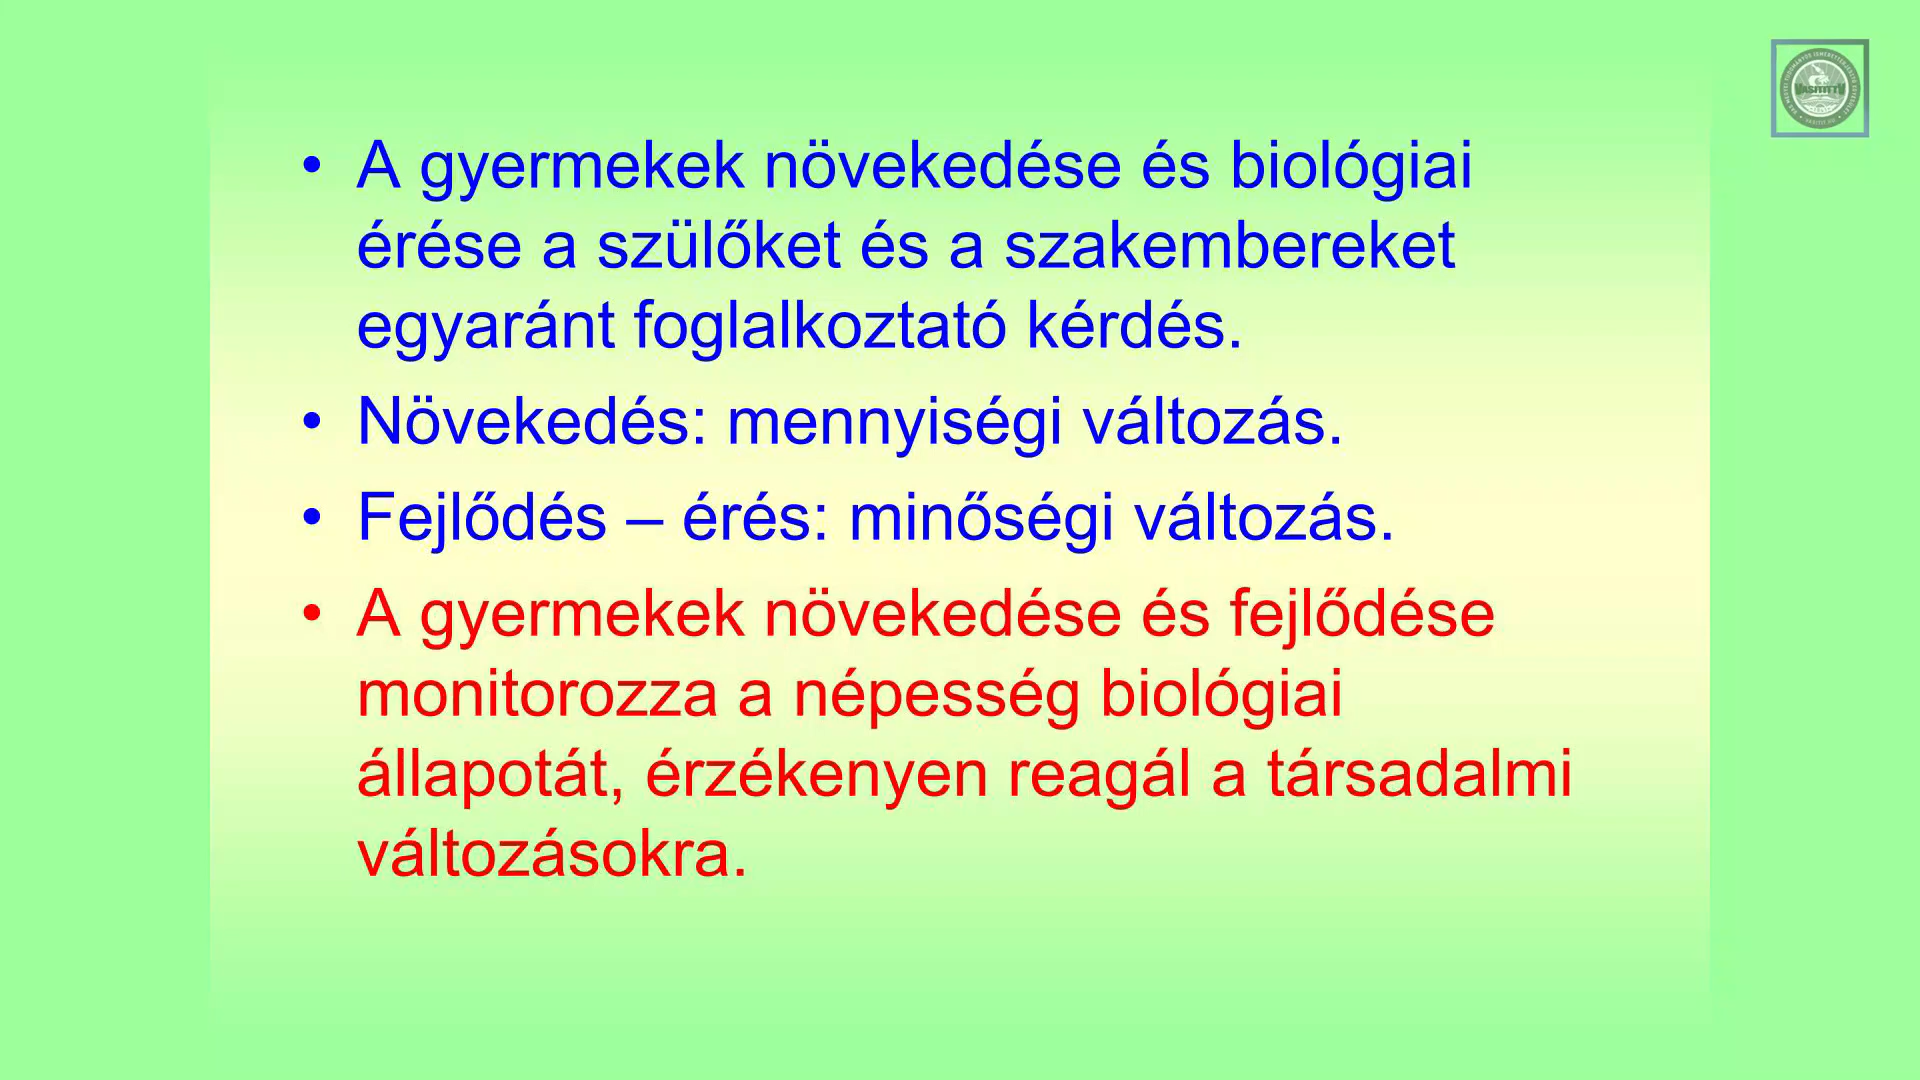 • A gyermekek növekedése és biológiai
érése a szülőket és a szakembereket
egyaránt foglalkoztató kérdés.
• Növekedés: mennyiségi változás.
• Fejlődés – érés: minőségi változás.
• A gyermekek növekedése és fejlődése
monitorozza a népesség biológiai
állapotát, érzékenyen reagál a társadalmi
változásokra.